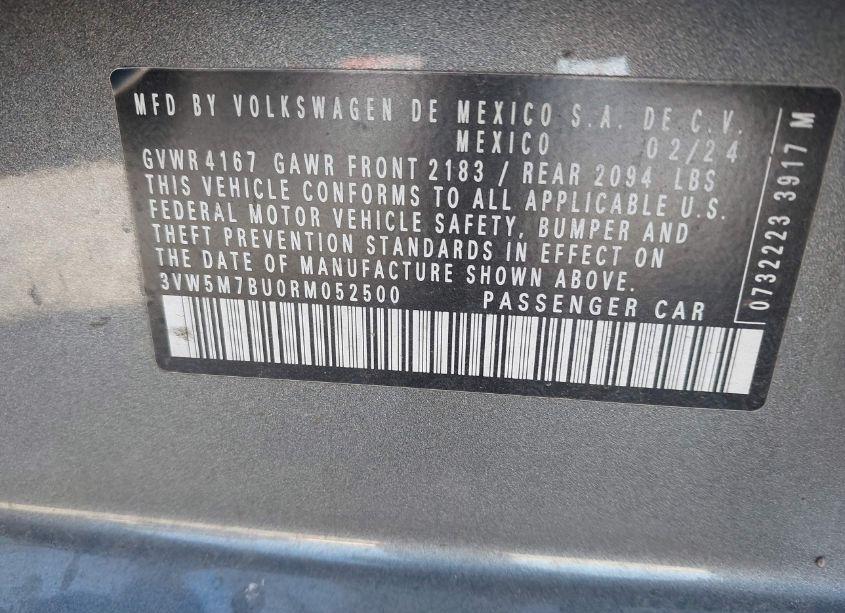 MFD BY VOLKSWAGEN DE MEXICO S.A. DE C.V.
MEXICO 02/24
GVWR 4167 GAWR FRONT 2183 / REAR 2094 LBS
THIS VEHICLE CONFORMS TO ALL APPLICABLE U.S.
FEDERAL MOTOR VEHICLE SAFETY, BUMPER AND
THEFT PREVENTION STANDARDS IN EFFECT ON
THE DATE OF MANUFACTURE SHOWN ABOVE.
3VW5M7BU0RM052500 PASSENGER CAR
0732223 3917 M